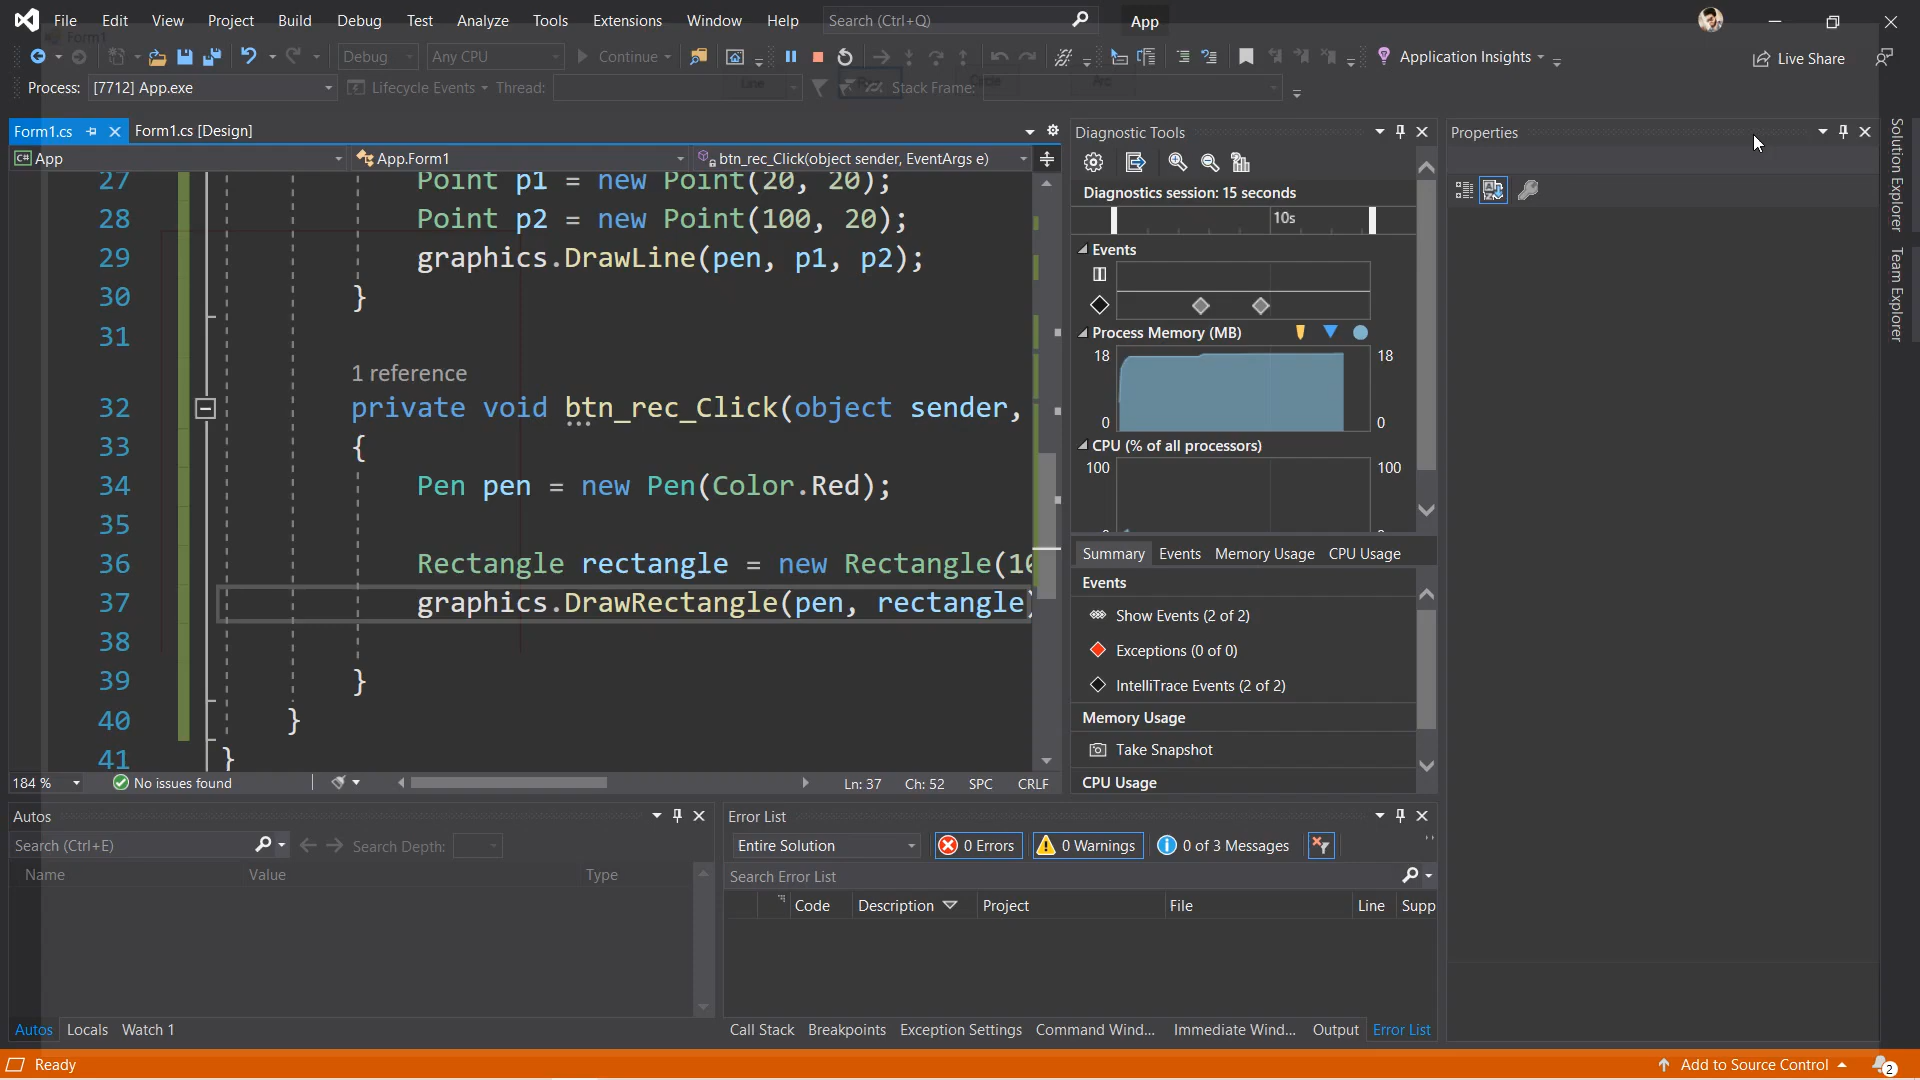 File Edit View Project Build Debug Test Analyze Tools Extensions Window Help Search (Ctrl+Q) App
Form1
Debug Any CPU Continue Application Insights Live Share
Process: [7712] App.exe Lifecycle Events Thread: Line Stack Frame: Close Arc
Form1.cs Form1.cs [Design]
App App.Form1 btn_rec_Click(object sender, EventArgs e)
27 Point p1 = new Point(20, 20);
28 Point p2 = new Point(100, 20);
29 graphics.DrawLine(pen, p1, p2);
30 }
31
1 reference
32 private void btn_rec_Click(object sender,
33 {
34 Pen pen = new Pen(Color.Red);
35
36 Rectangle rectangle = new Rectangle(10
37 graphics.DrawRectangle(pen, rectangle)
38
39 }
40 }
41 }
184 % No issues found Ln: 37 Ch: 52 SPC CRLF
Diagnostic Tools
Diagnostics session: 15 seconds
10s
Events
Process Memory (MB)
18 18
0 0
CPU (% of all processors)
100 100
Summary Events Memory Usage CPU Usage
Events
Show Events (2 of 2)
Exceptions (0 of 0)
IntelliTrace Events (2 of 2)
Memory Usage
Take Snapshot
CPU Usage
Properties
Solution Explorer
Team Explorer
Autos
Search (Ctrl+E) Search Depth:
Name Value Type
Autos Locals Watch 1
Error List
Entire Solution 0 Errors 0 Warnings 0 of 3 Messages
Search Error List
Code Description Project File Line Supp
Call Stack Breakpoints Exception Settings Command Wind... Immediate Wind... Output Error List
Ready Add to Source Control 2